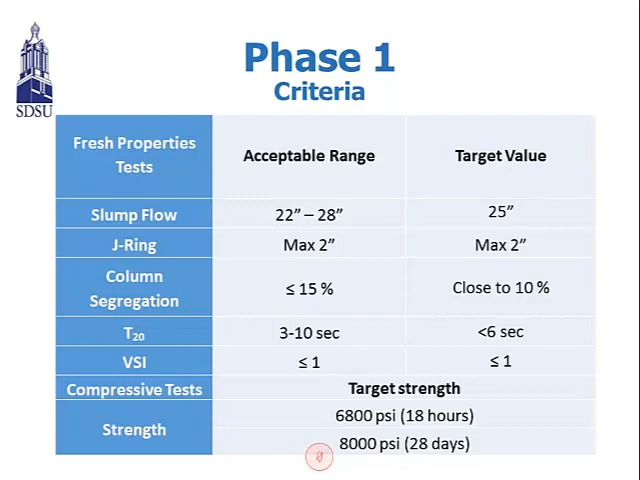 Phase 1
Criteria
SDSU
Fresh Properties Tests Acceptable Range Target Value
Slump Flow 22” – 28” 25”
J-Ring Max 2” Max 2”
Column Segregation ≤ 15 % Close to 10 %
T20 3-10 sec <6 sec
VSI ≤ 1 ≤ 1
Compressive Tests Target strength
Strength 6800 psi (18 hours)
8000 psi (28 days)